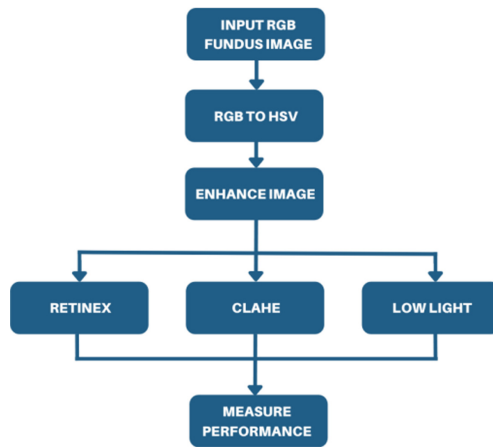 INPUT RGB
FUNDUS IMAGE
RGB TO HSV
ENHANCE IMAGE
RETINEX
CLAHE
LOW LIGHT
MEASURE
PERFORMANCE